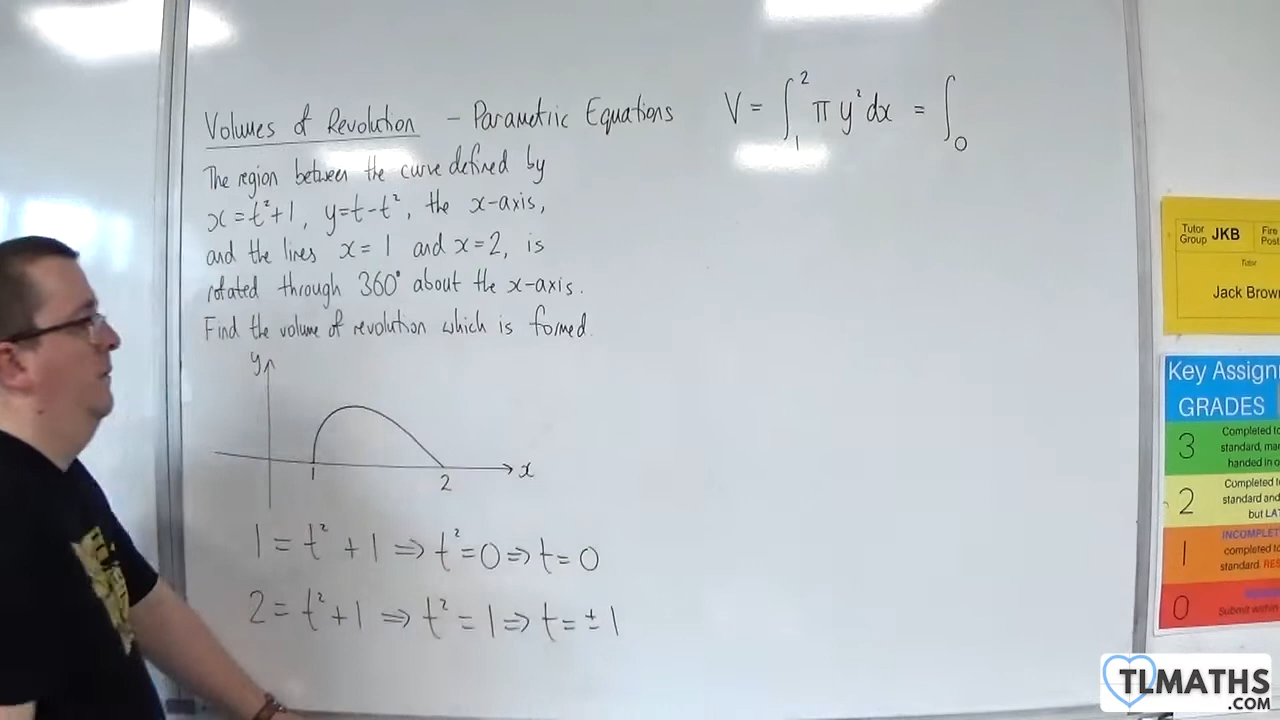 Volumes of Revolution - Parametric Equations
The region between the curve defined by
x = t² + 1, y = t - t², the x-axis,
and the lines x = 1 and x = 2, is
rotated through 360° about the x-axis.
Find the volume of revolution which is formed.
y
x
1
2
1 = t² + 1 ⇒ t² = 0 ⇒ t = 0
2 = t² + 1 ⇒ t² = 1 ⇒ t = ± 1
V = ∫₁² π y² dx = ∫₀
Tutor
Group JKB
Fire
Tutor
Jack Brow
Key Assign
GRADES
3
Completed to
standard,
handed in
2
Completed
standard and
but
1
INCOMPLET
completed to
standard. RES
0
Submit within
TLMATHS
.COM